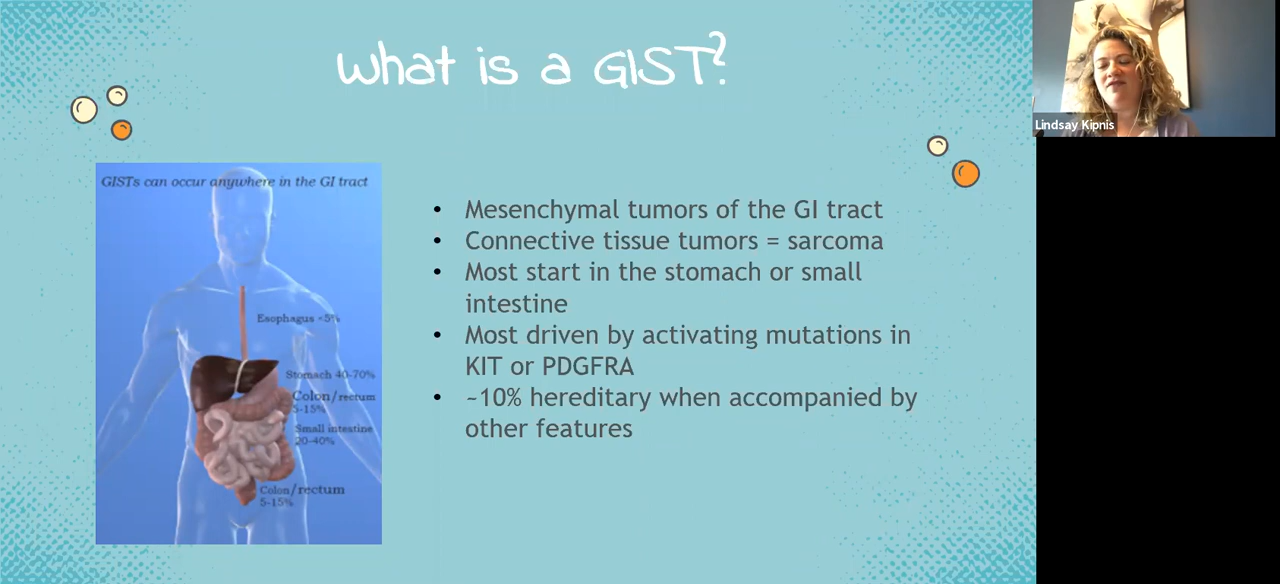 What is a GIST?
Lindsay Kipnis
GISTs can occur anywhere in the GI tract
Esophagus <5%
Stomach 40-70%
Colon/rectum
5-15%
Small intestine
20-40%
Colon/rectum
5-15%
• Mesenchymal tumors of the GI tract
• Connective tissue tumors = sarcoma
• Most start in the stomach or small
intestine
• Most driven by activating mutations in
KIT or PDGFRA
• ~10% hereditary when accompanied by
other features